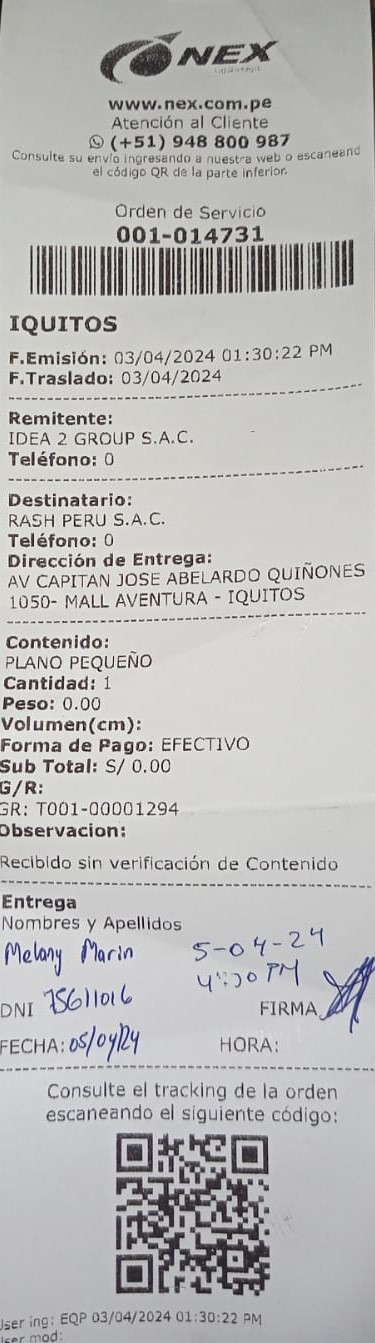 NEX
www.nex.com.pe
Atención al Cliente
(+51) 948 800 987
Consulte su envío ingresando a nuestra web o escaneand
el código QR de la parte inferior.
Orden de Servicio
001-014731
IQUITOS
F.Emisión: 03/04/2024 01:30:22 PM
F.Traslado: 03/04/2024
Remitente:
IDEA 2 GROUP S.A.C.
Teléfono: 0
Destinatario:
RASH PERU S.A.C.
Teléfono: 0
Dirección de Entrega:
AV CAPITAN JOSE ABELARDO QUIÑONES
1050- MALL AVENTURA - IQUITOS
Contenido:
PLANO PEQUEÑO
Cantidad: 1
Peso: 0.00
Volumen(cm):
Forma de Pago: EFECTIVO
Sub Total: S/ 0.00
G/R:
GR: T001-00001294
Observacion:
Recibido sin verificación de Contenido
Entrega
Nombres y Apellidos
Melany Marin 5-04-24
PM
DNI 75611016 FIRMA
FECHA: 05/04/24 HORA:
Consulte el tracking de la orden
escaneando el siguiente código:
User ing: EQP 03/04/2024 01:30:22 PM
User mod: